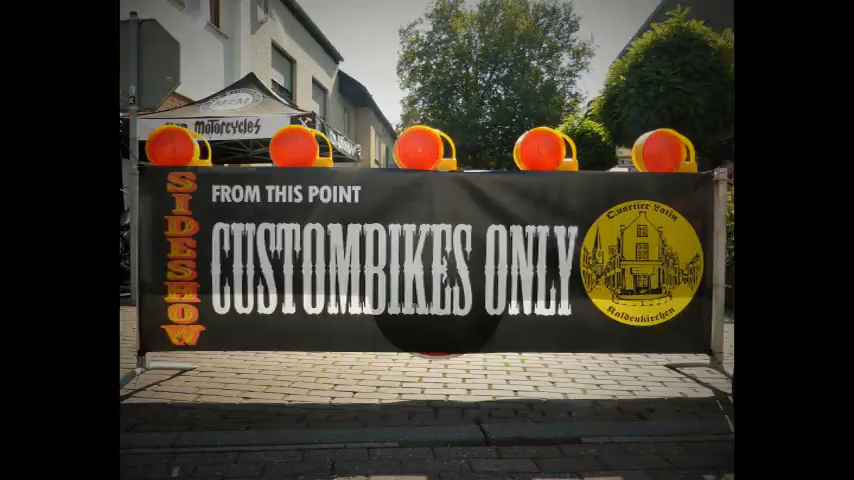 M&M
Motorcycles
SIDESHOW
FROM THIS POINT
CUSTOMBIKES ONLY
Quartier Latin
Kaldenkirchen